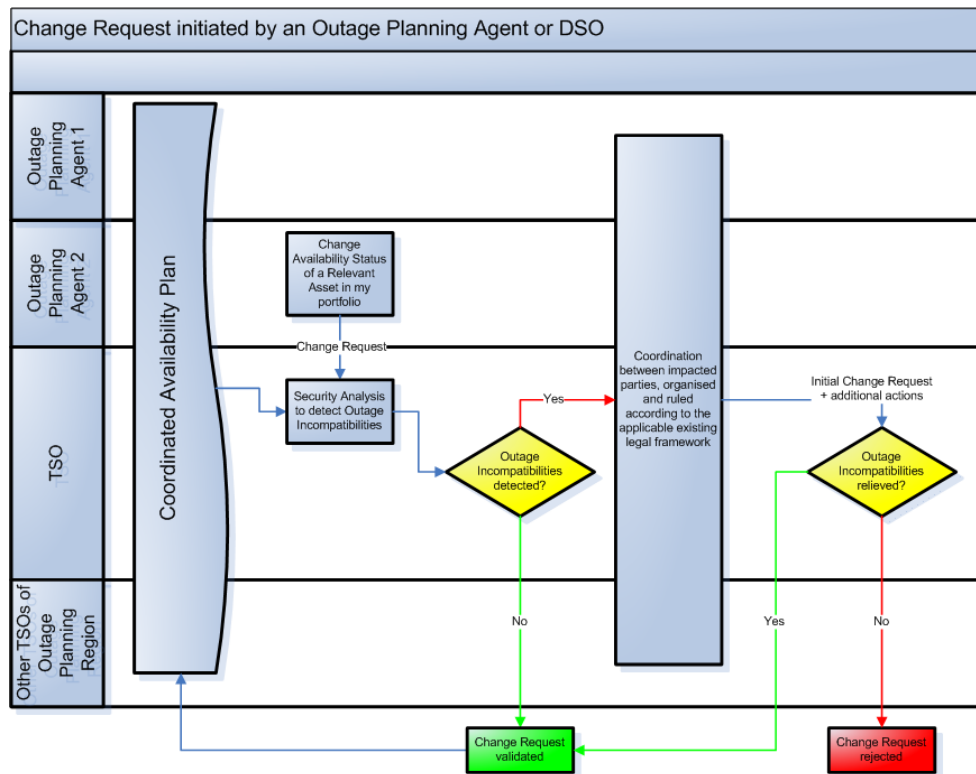 Change Request initiated by an Outage Planning Agent or DSO
Outage
Planning
Agent 1
Outage
Planning
Agent 2
TSO
Other TSOs of
Outage
Planning
Region
Coordinated Availability Plan
Change
Availability Status
of a Relevant
Asset in my
portfolio
Change Request
Security Analysis
to detect Outage
Incompatibilities
Outage
Incompatibilities
detected?
Yes
No
Coordination
between impacted
parties, organised
and ruled
according to the
applicable existing
legal framework
Initial Change Request
+ additional actions
Outage
Incompatibilities
relieved?
Yes
No
Change Request
validated
Change Request
rejected